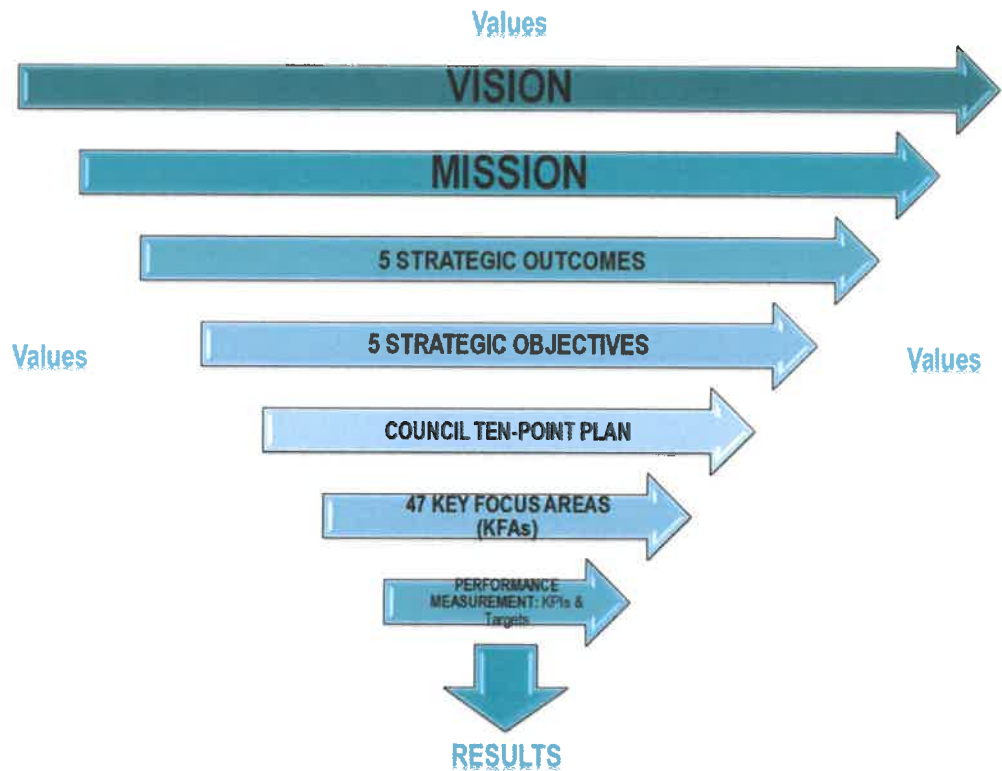 Values
VISION
MISSION
5 STRATEGIC OUTCOMES
5 STRATEGIC OBJECTIVES
Values
Values
COUNCIL TEN-POINT PLAN
47 KEY FOCUS AREAS
(KFAs)
PERFORMANCE
MEASUREMENT: KPIs &
Targets
RESULTS